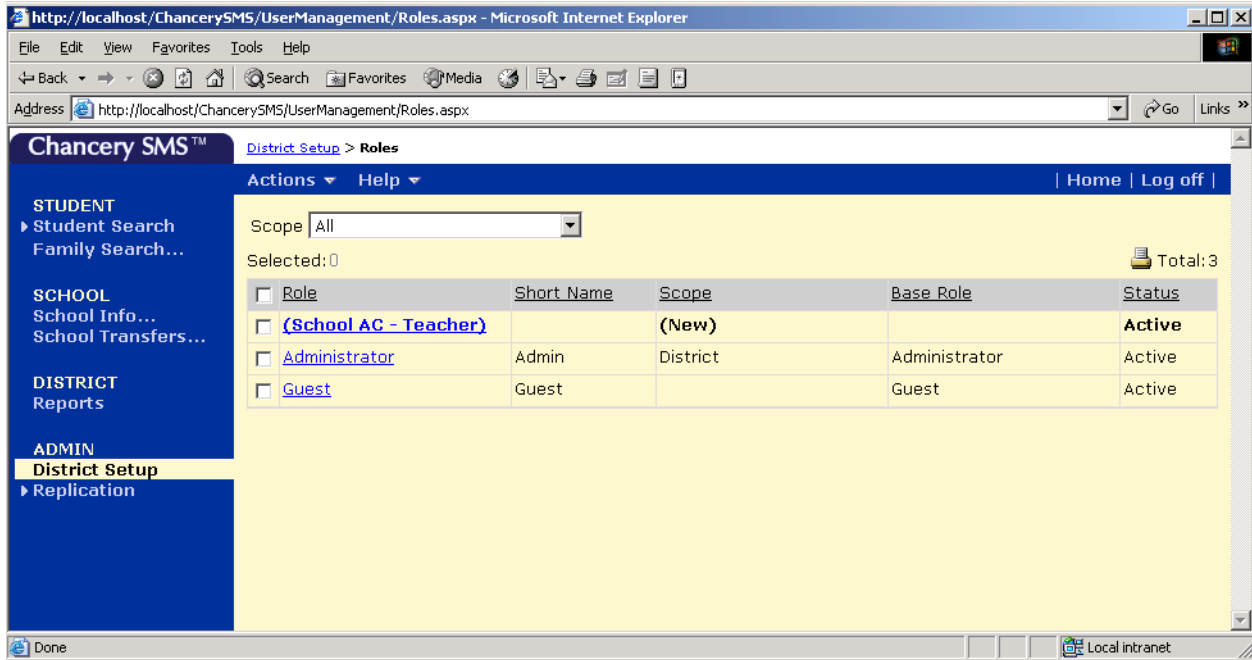 http://localhost/ChancerySMS/UserManagement/Roles.aspx - Microsoft Internet Explorer
File Edit View Favorites Tools Help
Back Search Favorites Media
Address http://localhost/ChancerySMS/UserManagement/Roles.aspx Go Links »
Chancery SMS™ District Setup > Roles
Actions Help | Home | Log off |
STUDENT
Student Search
Family Search...
SCHOOL
School Info...
School Transfers...
DISTRICT
Reports
ADMIN
District Setup
Replication
Scope All
Selected: 0 Total: 3
Role Short Name Scope Base Role Status
(School AC - Teacher) (New) Active
Administrator Admin District Administrator Active
Guest Guest Guest Active
Done Local intranet